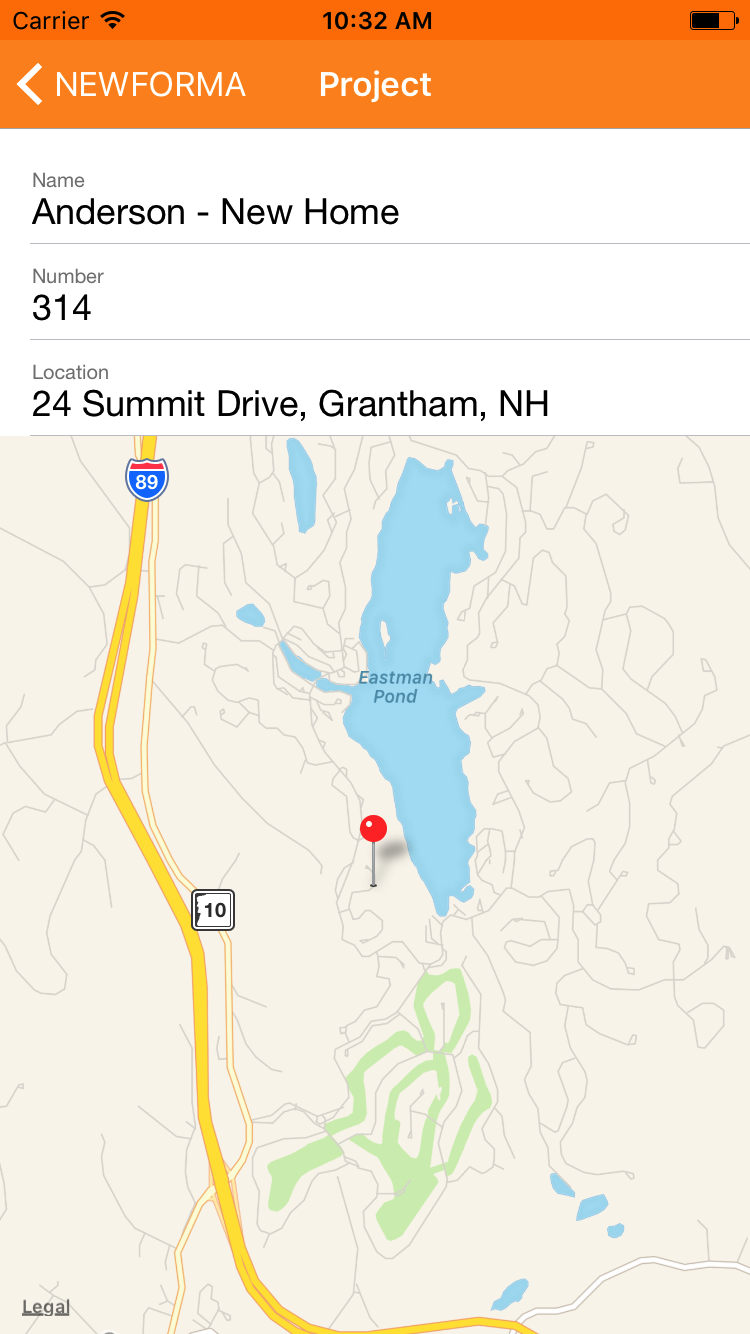 Carrier 10:32 AM
NEWFORMA Project
Name
Anderson - New Home
Number
314
Location
24 Summit Drive, Grantham, NH
89
Eastman
Pond
10
Legal